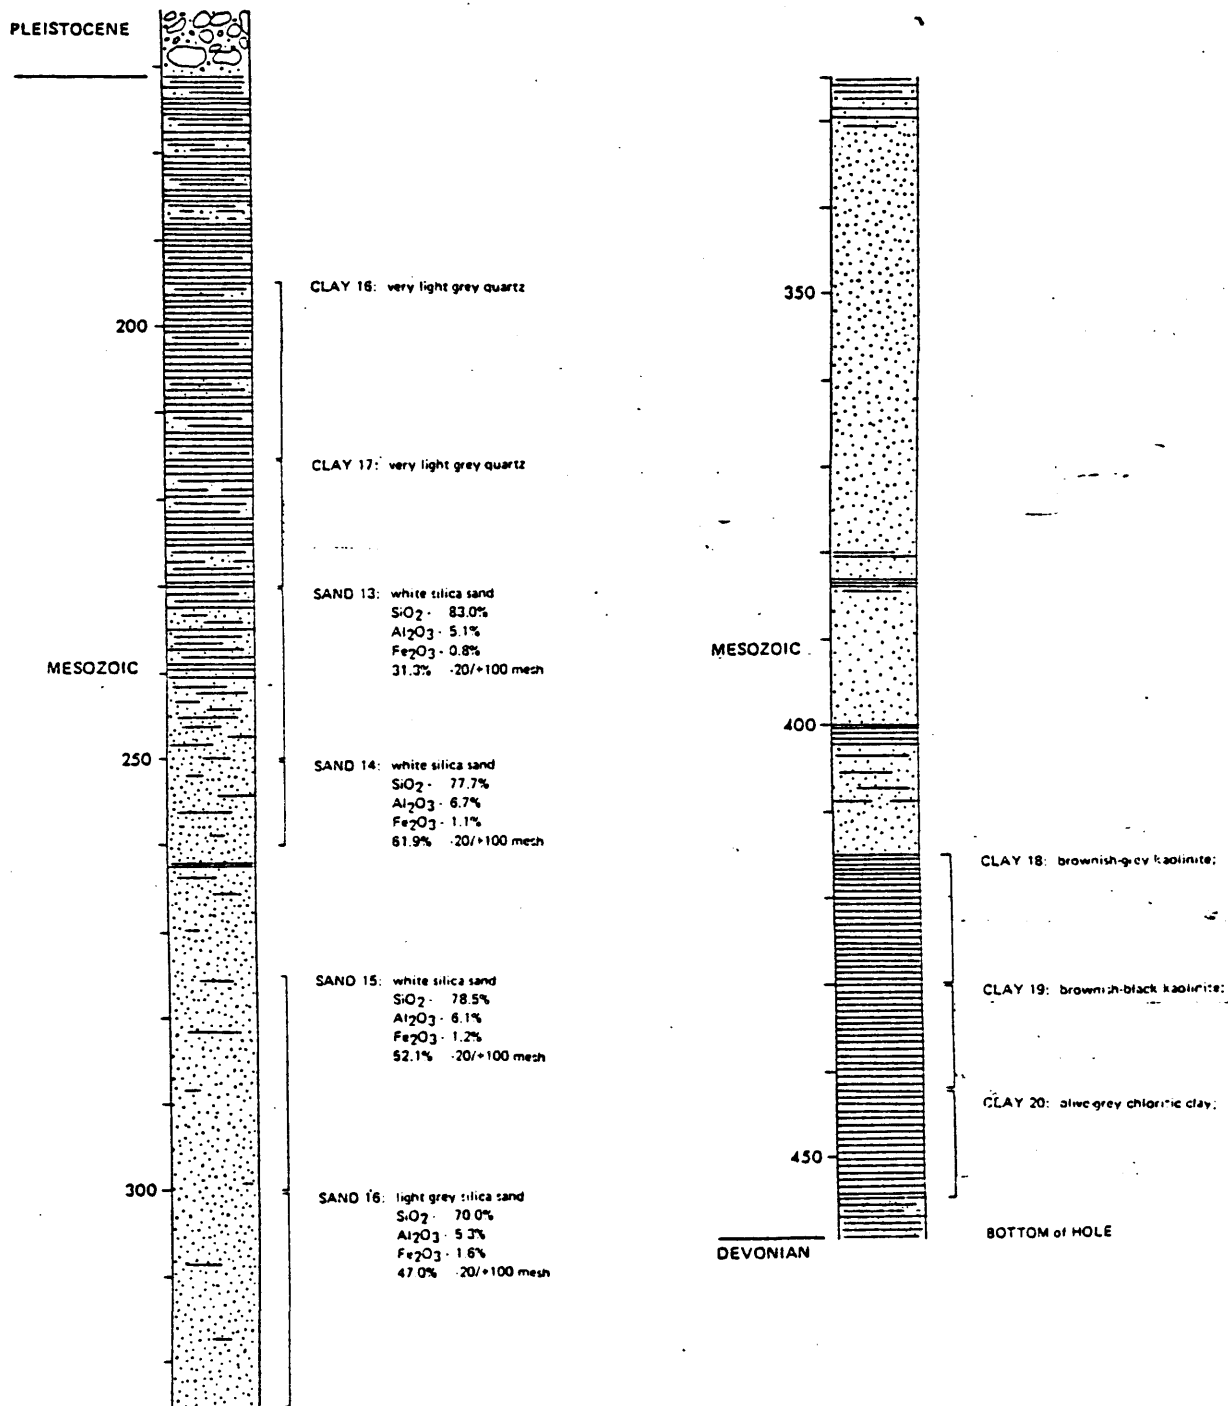 PLEISTOCENE
CLAY 16: very light grey quartz
200
CLAY 17: very light grey quartz
SAND 13: white silica sand
SiO2 - 83.0%
Al2O3 - 5.1%
Fe2O3 - 0.8%
31.3% -20/+100 mesh
MESOZOIC
250
SAND 14: white silica sand
SiO2 - 77.7%
Al2O3 - 6.7%
Fe2O3 - 1.1%
61.9% -20/+100 mesh
SAND 15: white silica sand
SiO2 - 78.5%
Al2O3 - 6.1%
Fe2O3 - 1.2%
52.1% -20/+100 mesh
300
SAND 16: light grey silica sand
SiO2 - 70.0%
Al2O3 - 5.3%
Fe2O3 - 1.6%
47.0% -20/+100 mesh
350
MESOZOIC
400
CLAY 18: brownish-grey kaolinite;
CLAY 19: brownish-black kaolinite;
CLAY 20: olive-grey chloritic clay;
450
BOTTOM of HOLE
DEVONIAN